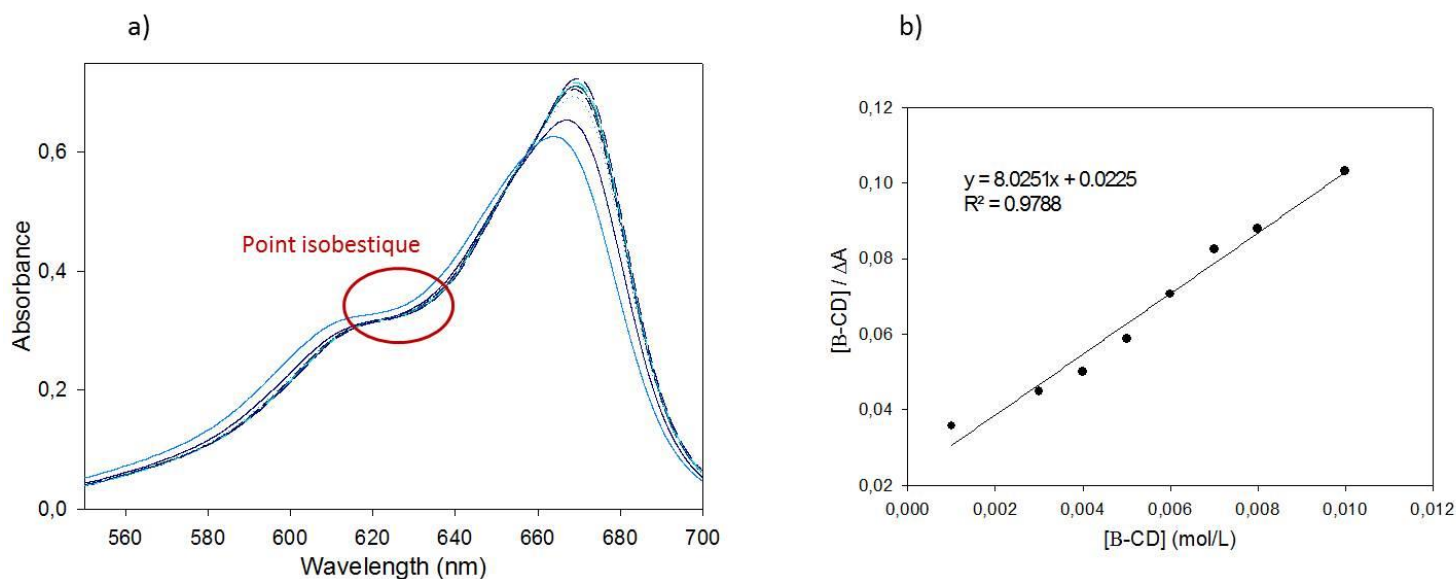 a)
Absorbance
0,6
0,4
0,2
0,0
Point isobestique
560 580 600 620 640 660 680 700
Wavelength (nm)
b)
[B-CD] / ΔA
0,12
0,10
0,08
0,06
0,04
0,02
y = 8.0251x + 0.0225
R² = 0.9788
0,000 0,002 0,004 0,006 0,008 0,010 0,012
[B-CD] (mol/L)